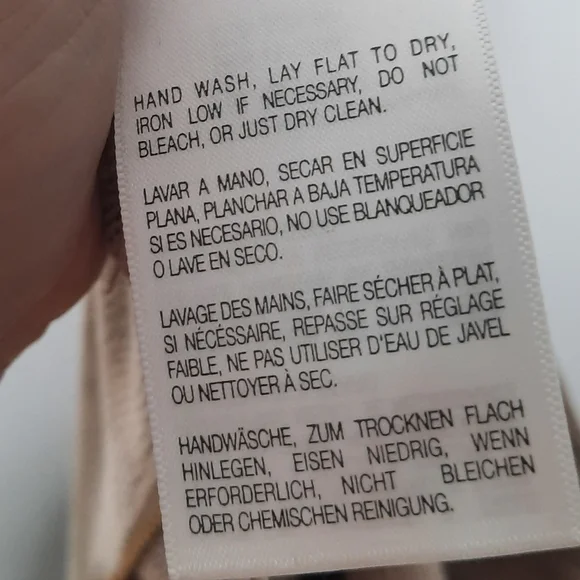 HAND WASH, LAY FLAT TO DRY,
IRON LOW IF NECESSARY, DO NOT
BLEACH, OR JUST DRY CLEAN.
LAVAR A MANO, SECAR EN SUPERFICIE
PLANA, PLANCHAR A BAJA TEMPERATURA
SI ES NECESARIO, NO USE BLANQUEADOR
O LAVE EN SECO.
LAVAGE DES MAINS, FAIRE SÉCHER À PLAT,
SI NÉCÉSSAIRE, REPASSE SUR RÉGLAGE
FAIBLE, NE PAS UTILISER D'EAU DE JAVEL
OU NETTOYER À SEC.
HANDWÄSCHE, ZUM TROCKNEN FLACH
HINLEGEN, EISEN NIEDRIG, WENN
ERFORDERLICH, NICHT BLEICHEN
ODER CHEMISCHEN REINIGUNG.